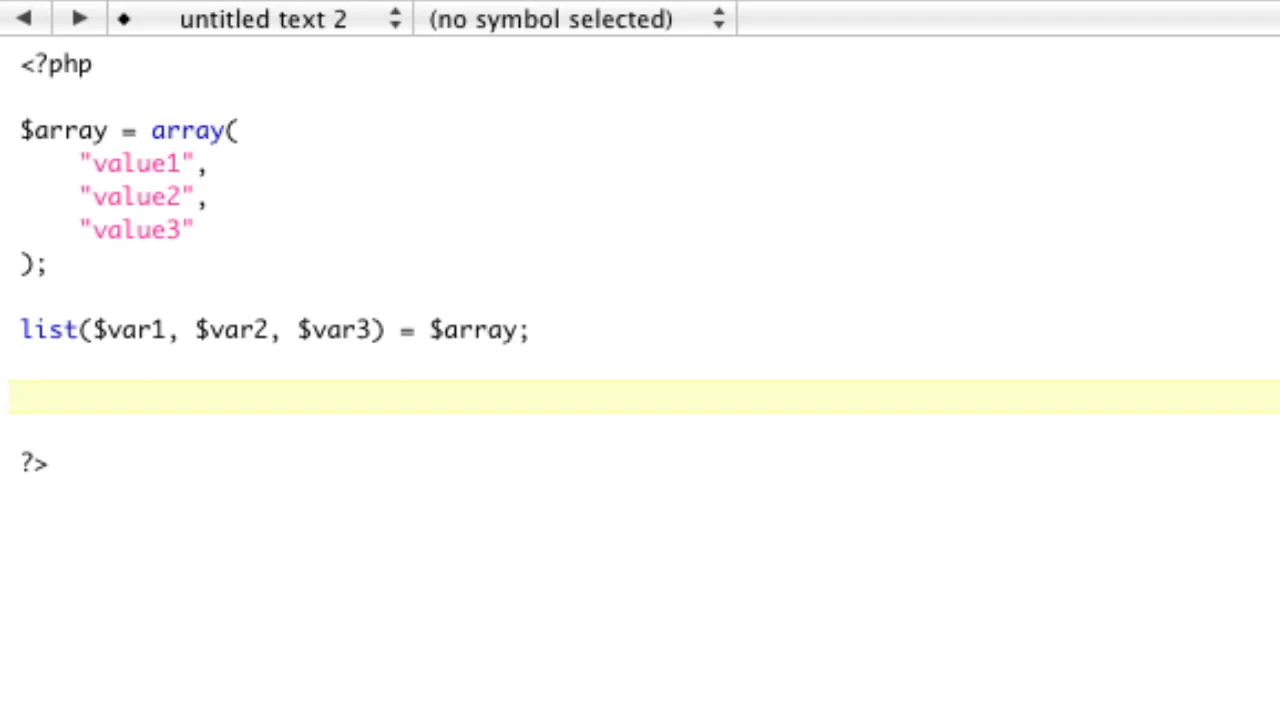 untitled text 2 (no symbol selected)
<?php
$array = array(
    "value1",
    "value2",
    "value3"
);
list($var1, $var2, $var3) = $array;
?>